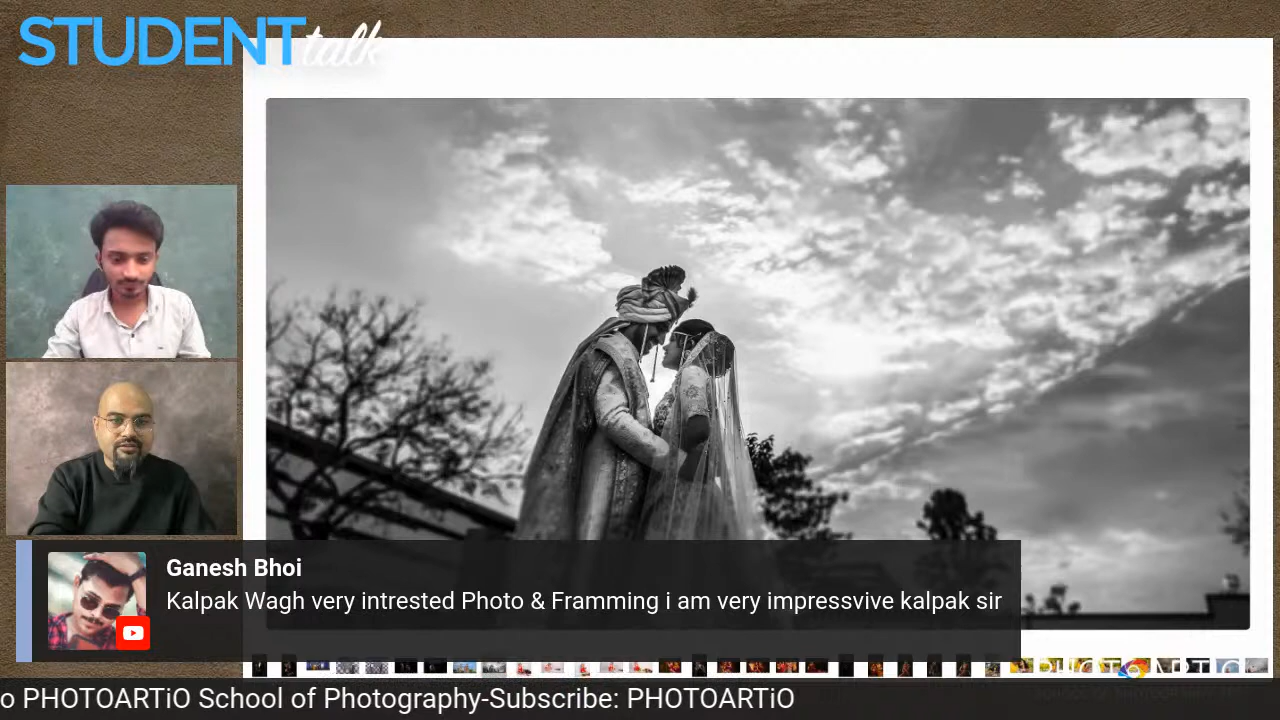 STUDENT talk
Ganesh Bhoi
Kalpak Wagh very intrested Photo & Framming i am very impressvive kalpak sir
PHOTOARTiO
o PHOTOARTiO School of Photography-Subscribe: PHOTOARTiO